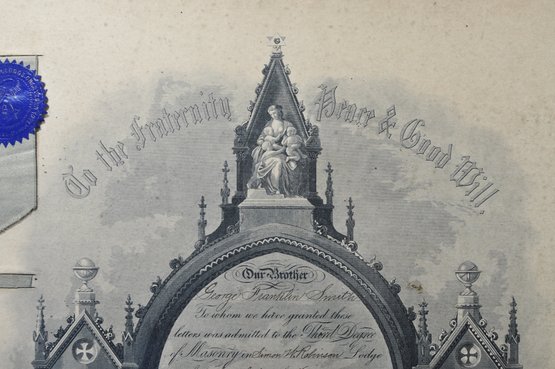 To the Fraternity Peace & Good Will.
Our Brother
George Franklin Smith
To whom we have granted these
letters was admitted to the Third Degree
of Masonry in Simon W. Robinson Lodge